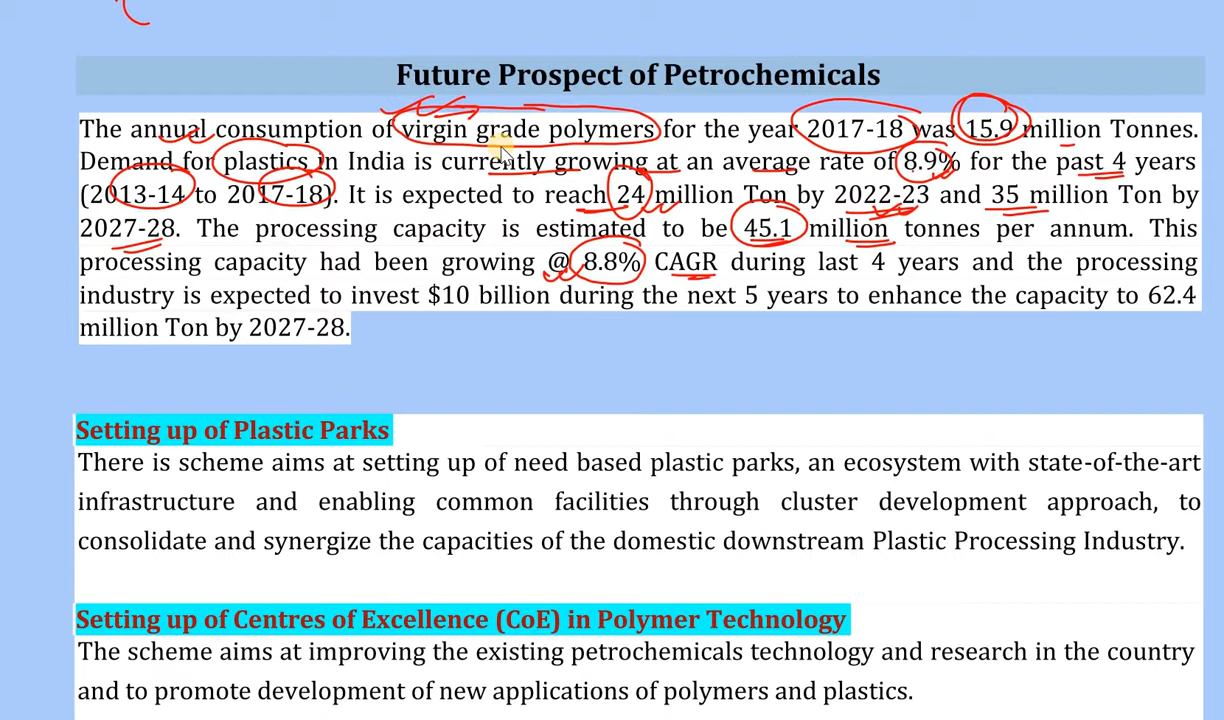 Future Prospect of Petrochemicals
The annual consumption of virgin grade polymers for the year 2017-18 was 15.9 million Tonnes.
Demand for plastics in India is currently growing at an average rate of 8.9% for the past 4 years
(2013-14 to 2017-18). It is expected to reach 24 million Ton by 2022-23 and 35 million Ton by
2027-28. The processing capacity is estimated to be 45.1 million tonnes per annum. This
processing capacity had been growing @ 8.8% CAGR during last 4 years and the processing
industry is expected to invest $10 billion during the next 5 years to enhance the capacity to 62.4
million Ton by 2027-28.
Setting up of Plastic Parks
There is scheme aims at setting up of need based plastic parks, an ecosystem with state-of-the-art
infrastructure and enabling common facilities through cluster development approach, to
consolidate and synergize the capacities of the domestic downstream Plastic Processing Industry.
Setting up of Centres of Excellence (CoE) in Polymer Technology
The scheme aims at improving the existing petrochemicals technology and research in the country
and to promote development of new applications of polymers and plastics.